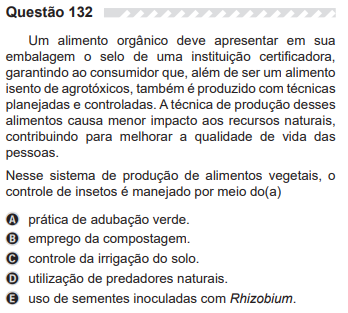 Questão 132
Um alimento orgânico deve apresentar em sua
embalagem o selo de uma instituição certificadora,
garantindo ao consumidor que, além de ser um alimento
isento de agrotóxicos, também é produzido com técnicas
planejadas e controladas. A técnica de produção desses
alimentos causa menor impacto aos recursos naturais,
contribuindo para melhorar a qualidade de vida das
pessoas.
Nesse sistema de produção de alimentos vegetais, o
controle de insetos é manejado por meio do(a)
A prática de adubação verde.
B emprego da compostagem.
C controle da irrigação do solo.
D utilização de predadores naturais.
E uso de sementes inoculadas com Rhizobium.